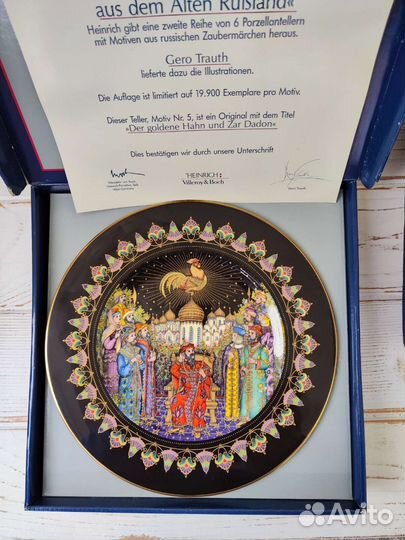 aus dem Alten Rußland«
Heinrich gibt eine zweite Reihe von 6 Porzellantellern
mit Motiven aus russischen Zaubermärchen heraus.
Gero Trauth
lieferte dazu die Illustrationen.
Die Auflage ist limitiert auf 19.900 Exemplare pro Motiv.
Dieser Teller, Motiv Nr. 5, ist ein Original mit dem Titel
»Der goldene Hahn und Zar Dadon«
Dies bestätigen wir durch unsere Unterschrift
HEINRICH
Villeroy & Boch
Gero Trauth
Avito